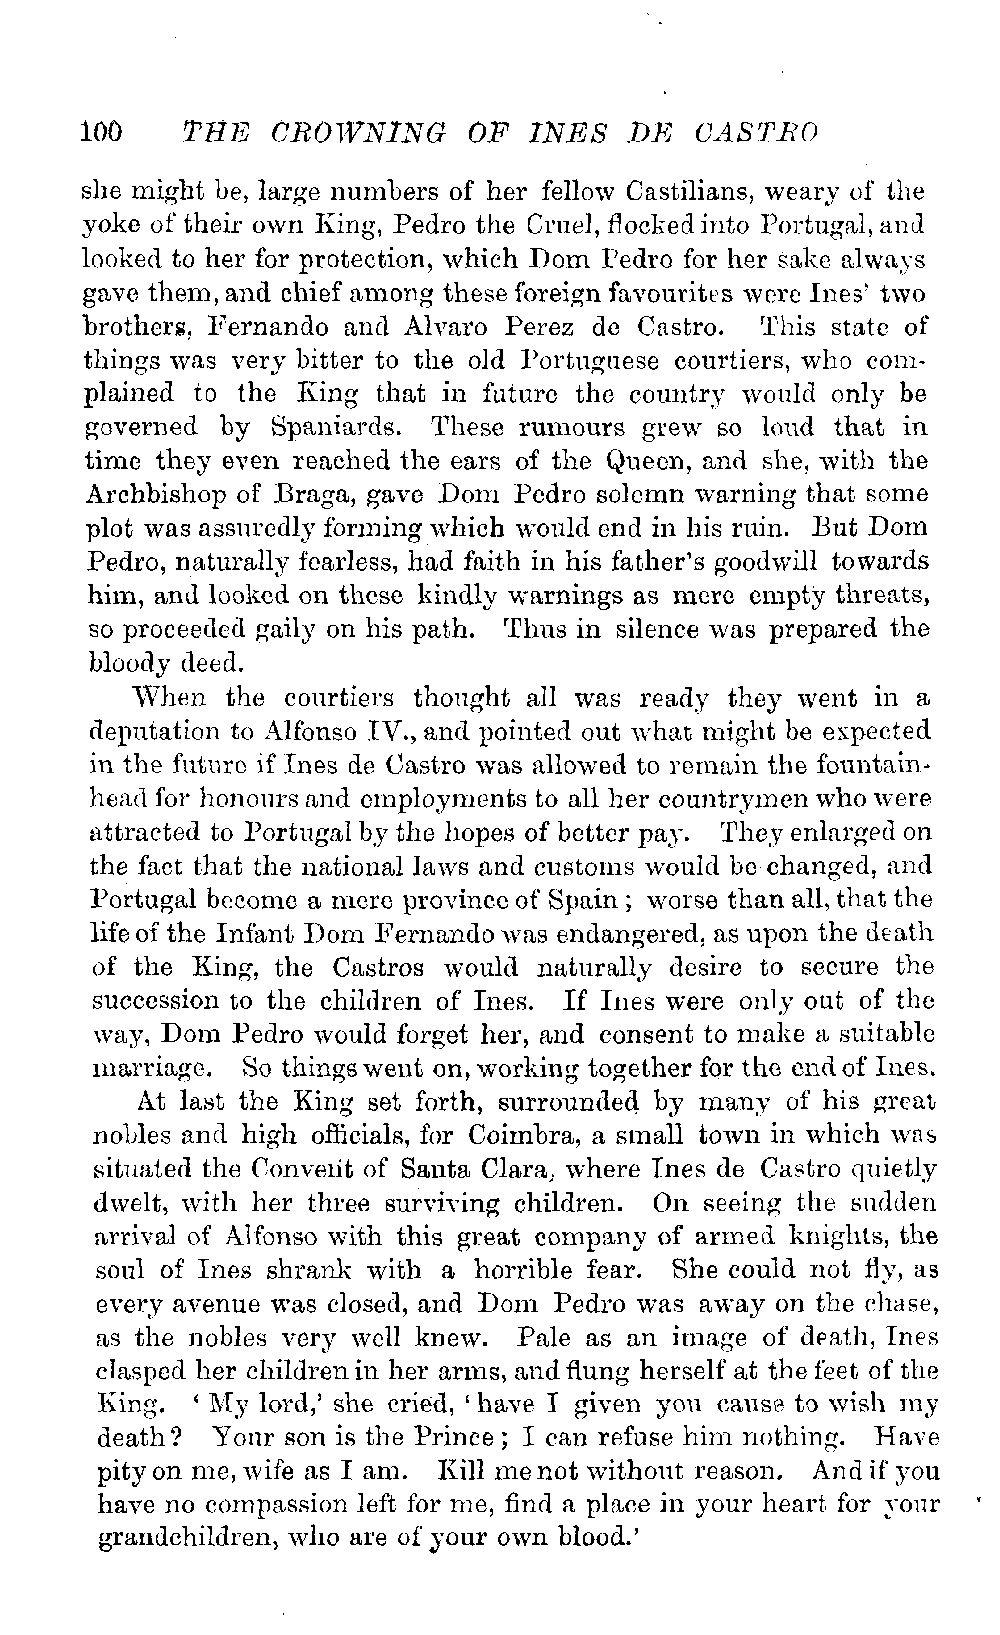 100 THE CROWNING OF INES DE CASTRO
she might be, large numbers of her fellow Castilians, weary of the
yoke of their own King, Pedro the Cruel, flocked into Portugal, and
looked to her for protection, which Dom Pedro for her sake always
gave them, and chief among these foreign favourites were Ines' two
brothers, Fernando and Alvaro Perez de Castro. This state of
things was very bitter to the old Portuguese courtiers, who com-
plained to the King that in future the country would only be
governed by Spaniards. These rumours grew so loud that in
time they even reached the ears of the Queen, and she, with the
Archbishop of Braga, gave Dom Pedro solemn warning that some
plot was assuredly forming which would end in his ruin. But Dom
Pedro, naturally fearless, had faith in his father's goodwill towards
him, and looked on these kindly warnings as mere empty threats,
so proceeded gaily on his path. Thus in silence was prepared the
bloody deed.
When the courtiers thought all was ready they went in a
deputation to Alfonso IV., and pointed out what might be expected
in the future if Ines de Castro was allowed to remain the fountain-
head for honours and employments to all her countrymen who were
attracted to Portugal by the hopes of better pay. They enlarged on
the fact that the national laws and customs would be changed, and
Portugal become a mere province of Spain; worse than all, that the
life of the Infant Dom Fernando was endangered, as upon the death
of the King, the Castros would naturally desire to secure the
succession to the children of Ines. If Ines were only out of the
way, Dom Pedro would forget her, and consent to make a suitable
marriage. So things went on, working together for the end of Ines.
At last the King set forth, surrounded by many of his great
nobles and high officials, for Coimbra, a small town in which was
situated the Convent of Santa Clara, where Ines de Castro quietly
dwelt, with her three surviving children. On seeing the sudden
arrival of Alfonso with this great company of armed knights, the
soul of Ines shrank with a horrible fear. She could not fly, as
every avenue was closed, and Dom Pedro was away on the chase,
as the nobles very well knew. Pale as an image of death, Ines
clasped her children in her arms, and flung herself at the feet of the
King. ‘My lord,’ she cried, ‘have I given you cause to wish my
death? Your son is the Prince; I can refuse him nothing. Have
pity on me, wife as I am. Kill me not without reason. And if you
have no compassion left for me, find a place in your heart for your
grandchildren, who are of your own blood.’